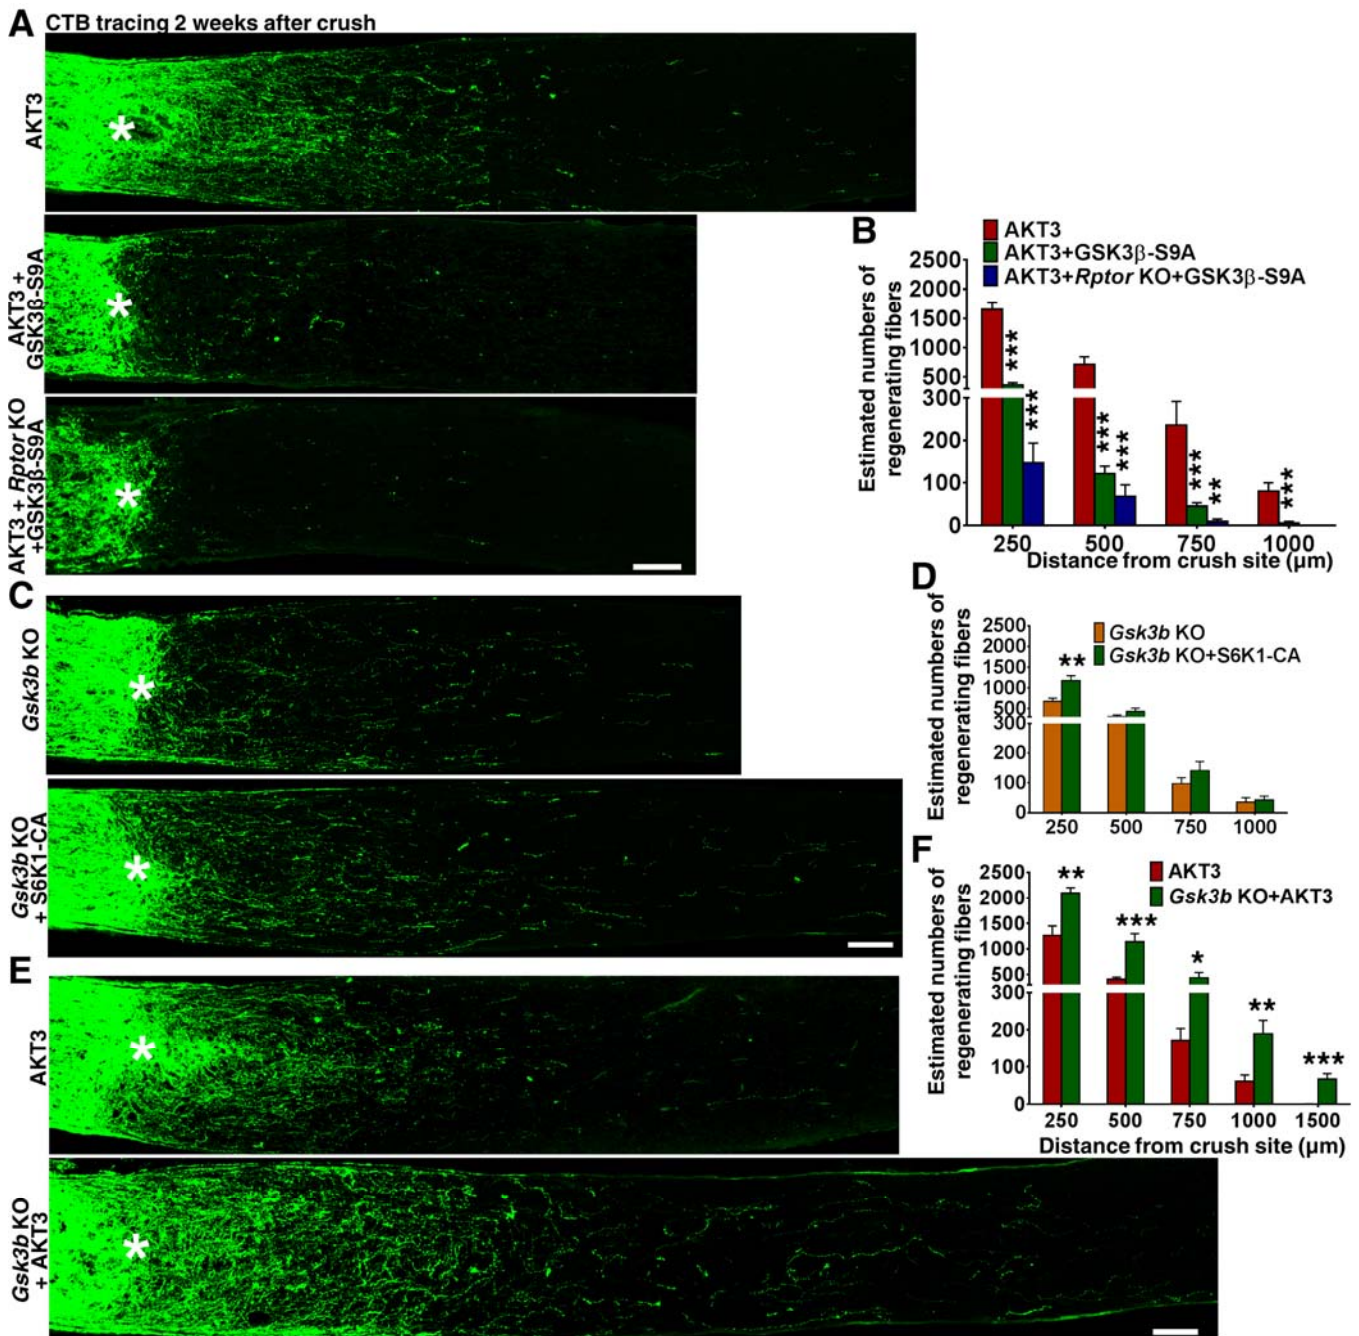 A CTB tracing 2 weeks after crush
AKT3
*
AKT3 +
GSK3β-S9A
*
AKT3 + Rptor KO
+GSK3β-S9A
*
B
AKT3
AKT3+GSK3β-S9A
AKT3+Rptor KO+GSK3β-S9A
Estimated numbers of
regenerating fibers
2500
2000
1500
1000
500
300
200
100
0
***
***
***
***
***
**
***
250 500 750 1000
Distance from crush site (µm)
C
Gsk3b KO
*
Gsk3b KO
+ S6K1-CA
*
D
Gsk3b KO
Gsk3b KO+S6K1-CA
Estimated numbers of
regenerating fibers
2500
2000
1500
1000
500
300
200
100
0
**
250 500 750 1000
E
AKT3
*
Gsk3b KO
+ AKT3
*
F
AKT3
Gsk3b KO+AKT3
Estimated numbers of
regenerating fibers
2500
2000
1500
1000
500
300
200
100
0
**
***
*
**
***
250 500 750 1000 1500
Distance from crush site (µm)